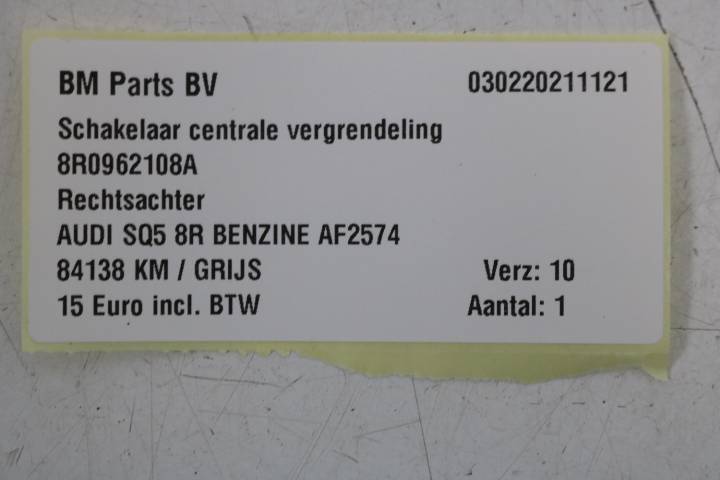 BM Parts BV 030220211121
Schakelaar centrale vergrendeling
8R0962108A
Rechtsachter
AUDI SQ5 8R BENZINE AF2574
84138 KM / GRIJS Verz: 10
15 Euro incl. BTW Aantal: 1